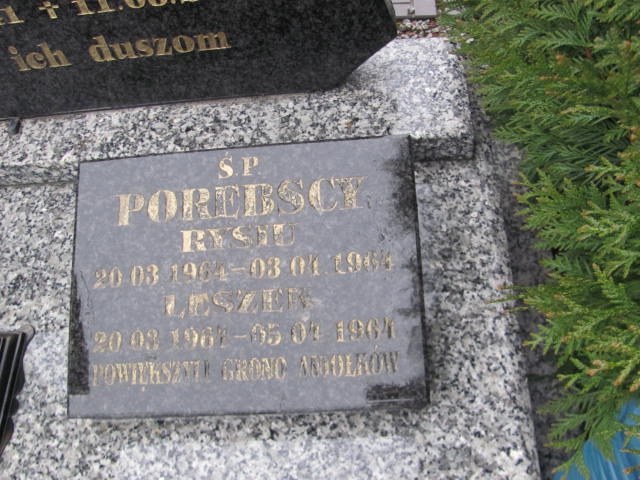 ich duszom
Ś.P.
PORĘBSCY
RYSIU
20 03 1964 – 03 04 1964
LESZEK
20 03 1964 – 05 04 1964
POWIĘKSZYLI GRONO ANIOŁKÓW